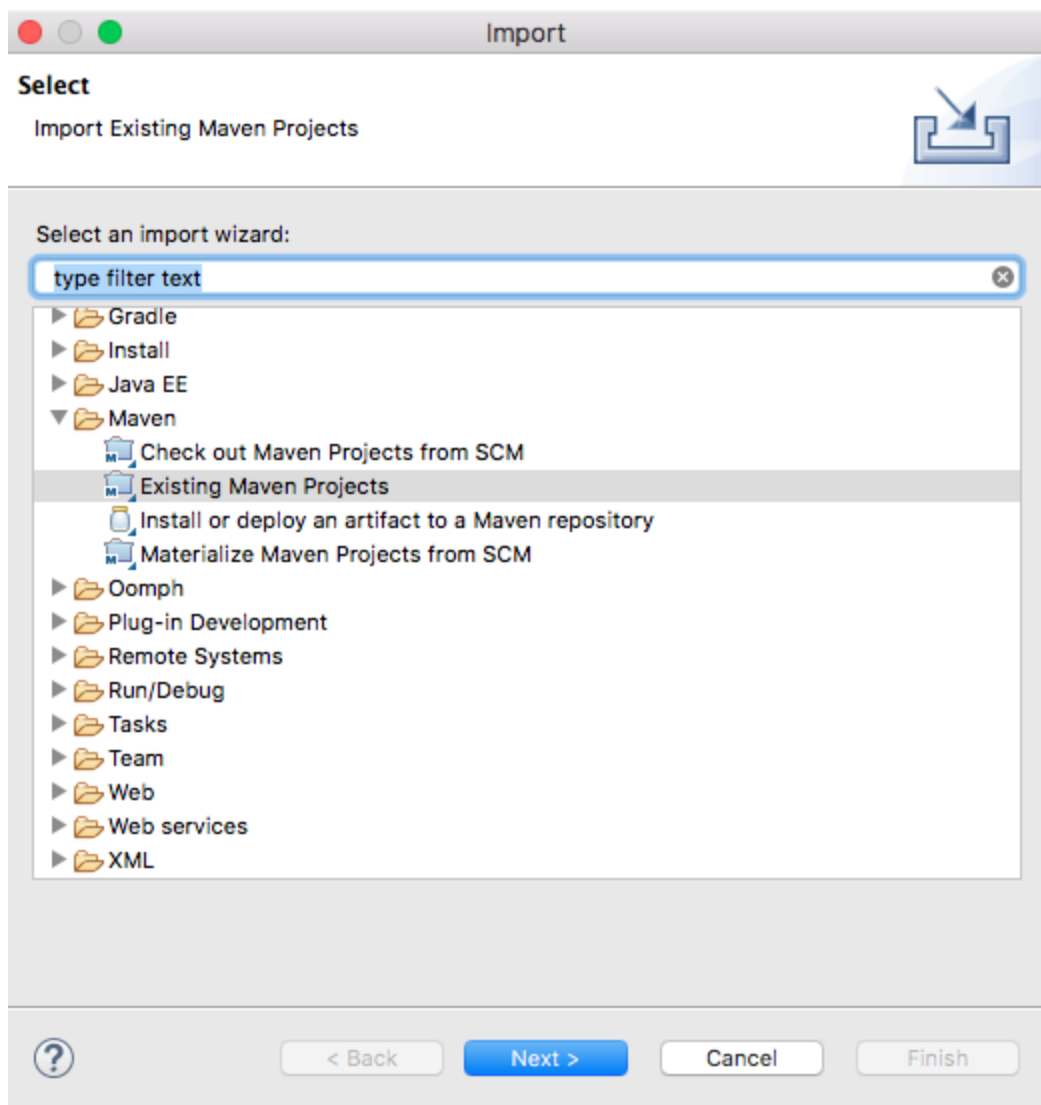 Import
Select
Import Existing Maven Projects
Select an import wizard:
type filter text
Gradle
Install
Java EE
Maven
M Check out Maven Projects from SCM
M Existing Maven Projects
Install or deploy an artifact to a Maven repository
M Materialize Maven Projects from SCM
Oomph
Plug-in Development
Remote Systems
Run/Debug
Tasks
Team
Web
Web services
XML
? < Back Next > Cancel Finish